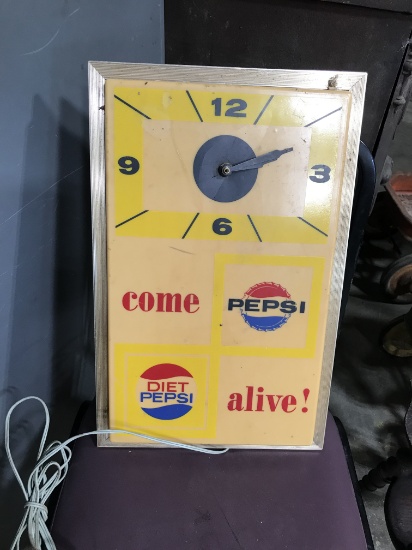 12
9 3
6
come PEPSI
DIET
PEPSI
alive!